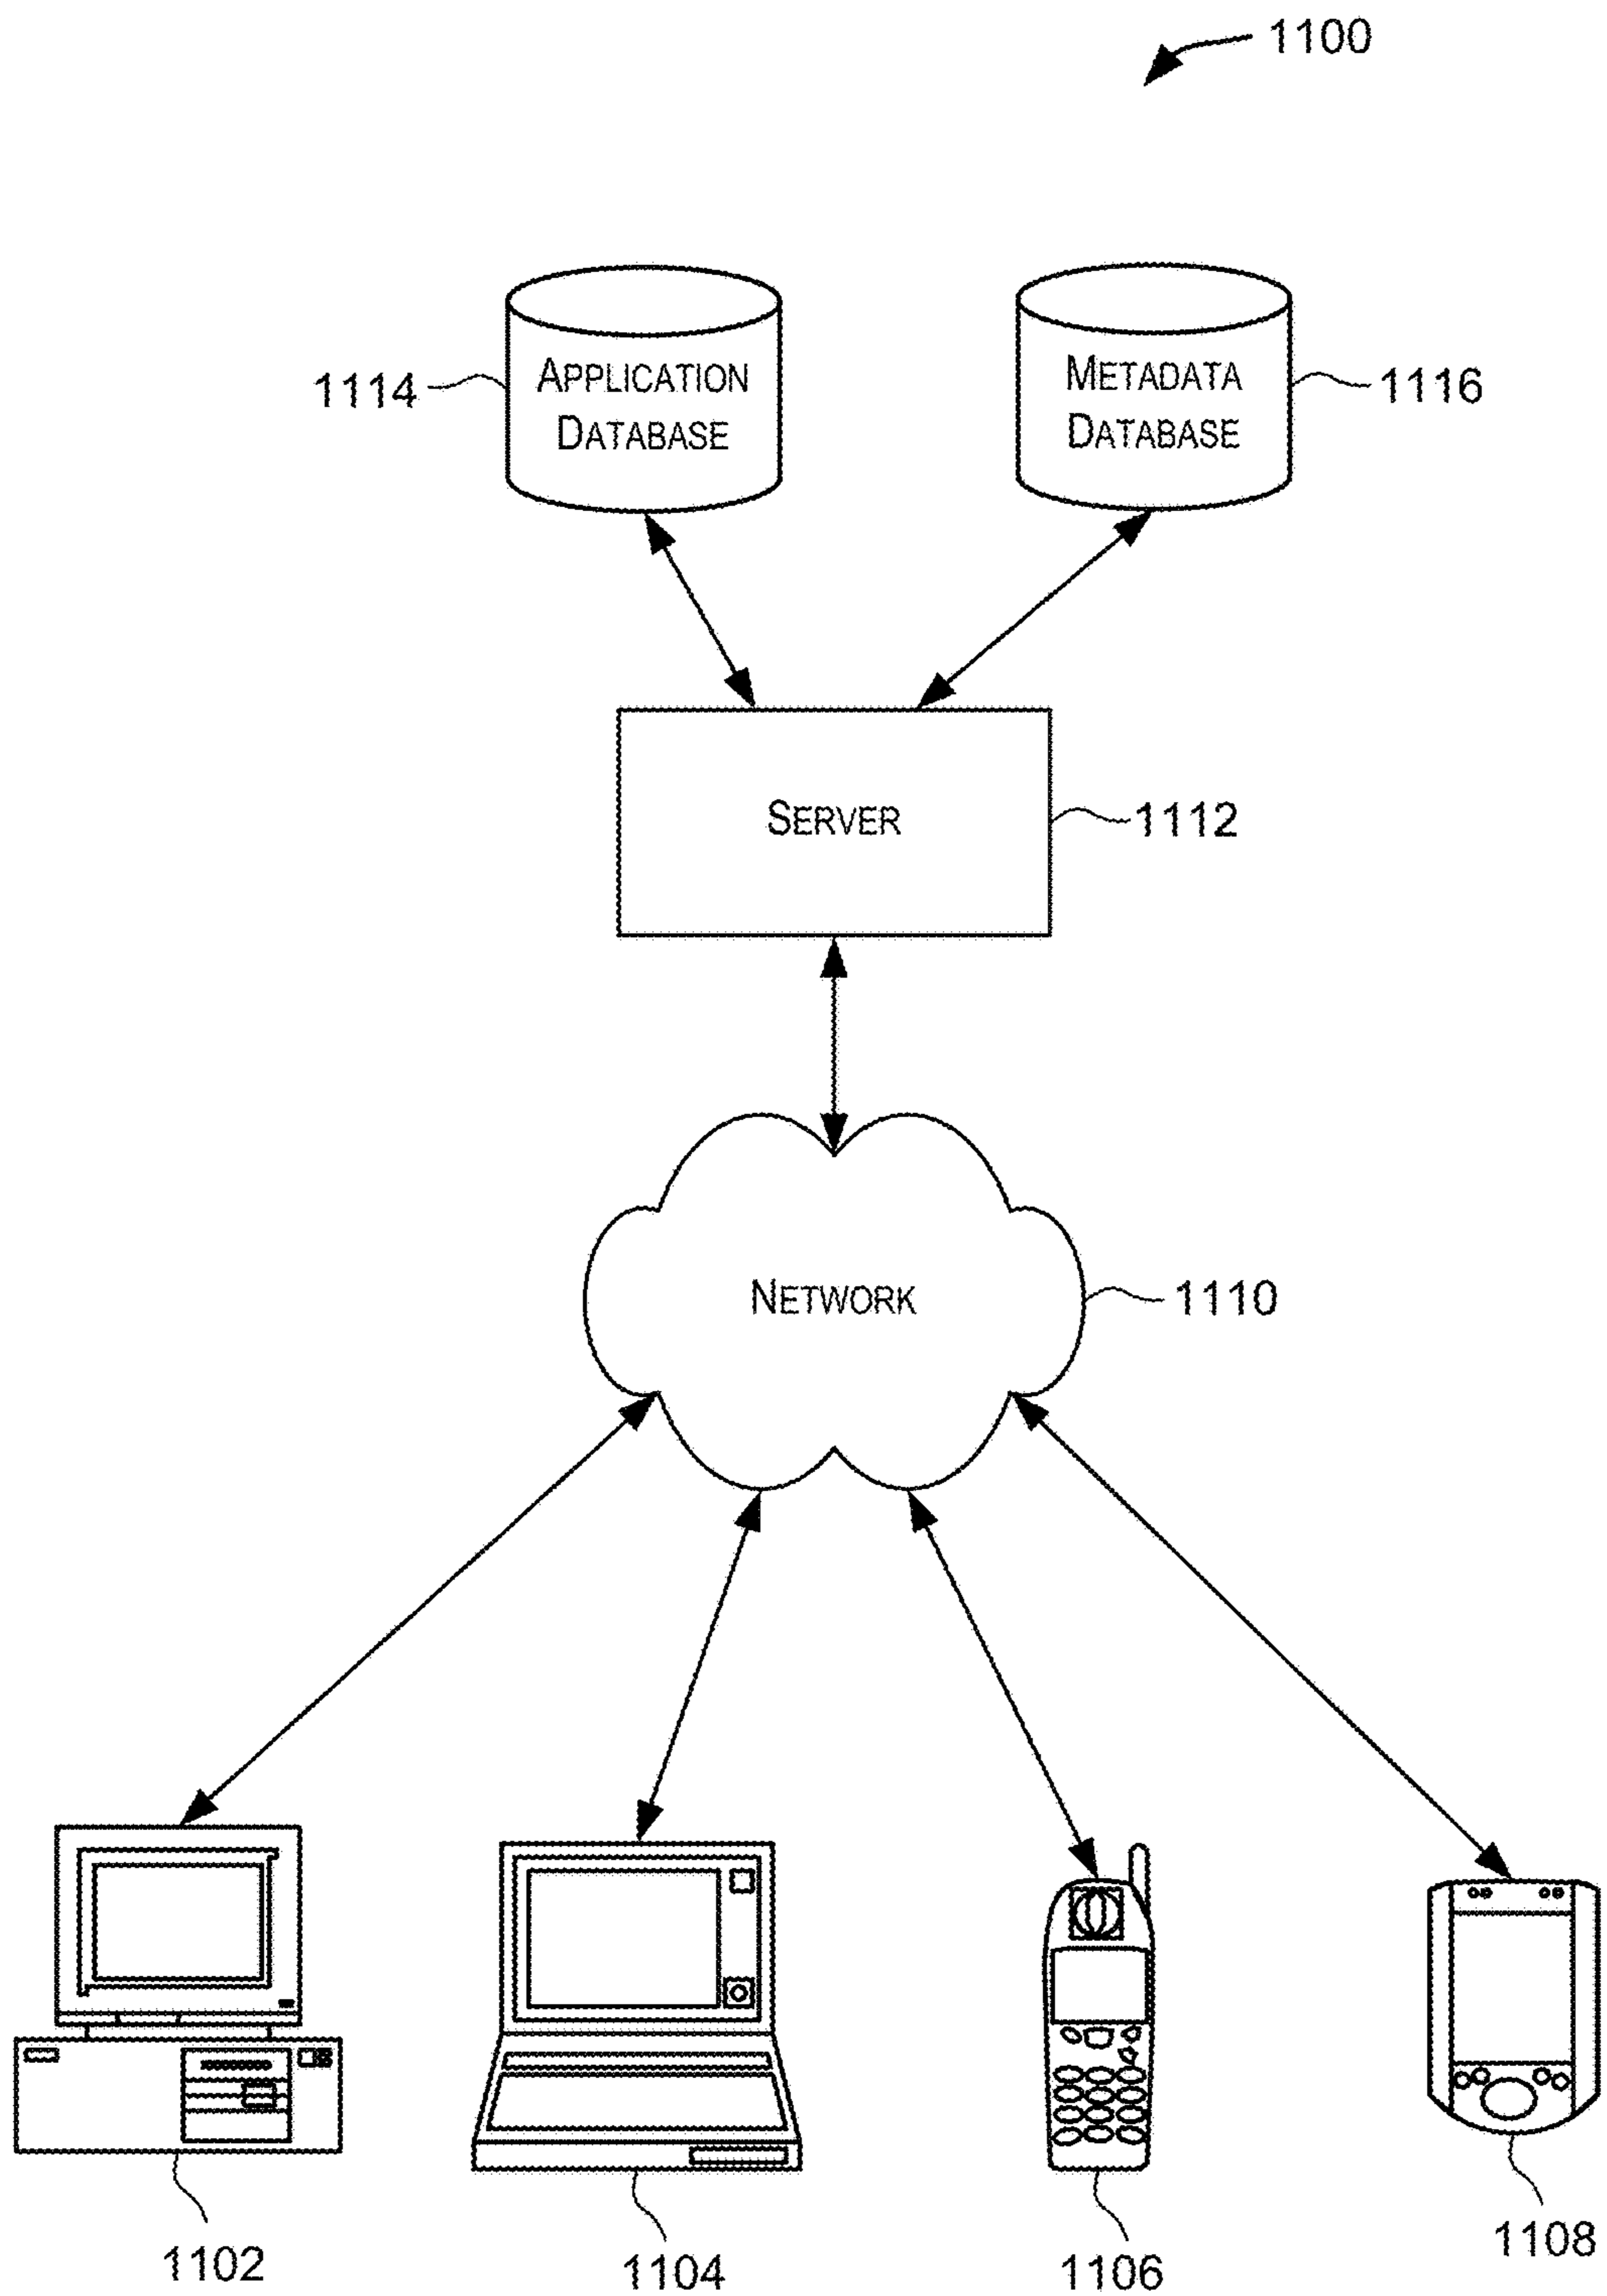 1100
APPLICATION
DATABASE
1114
METADATA
DATABASE
1116
SERVER
1112
NETWORK
1110
1102
1104
1106
1108